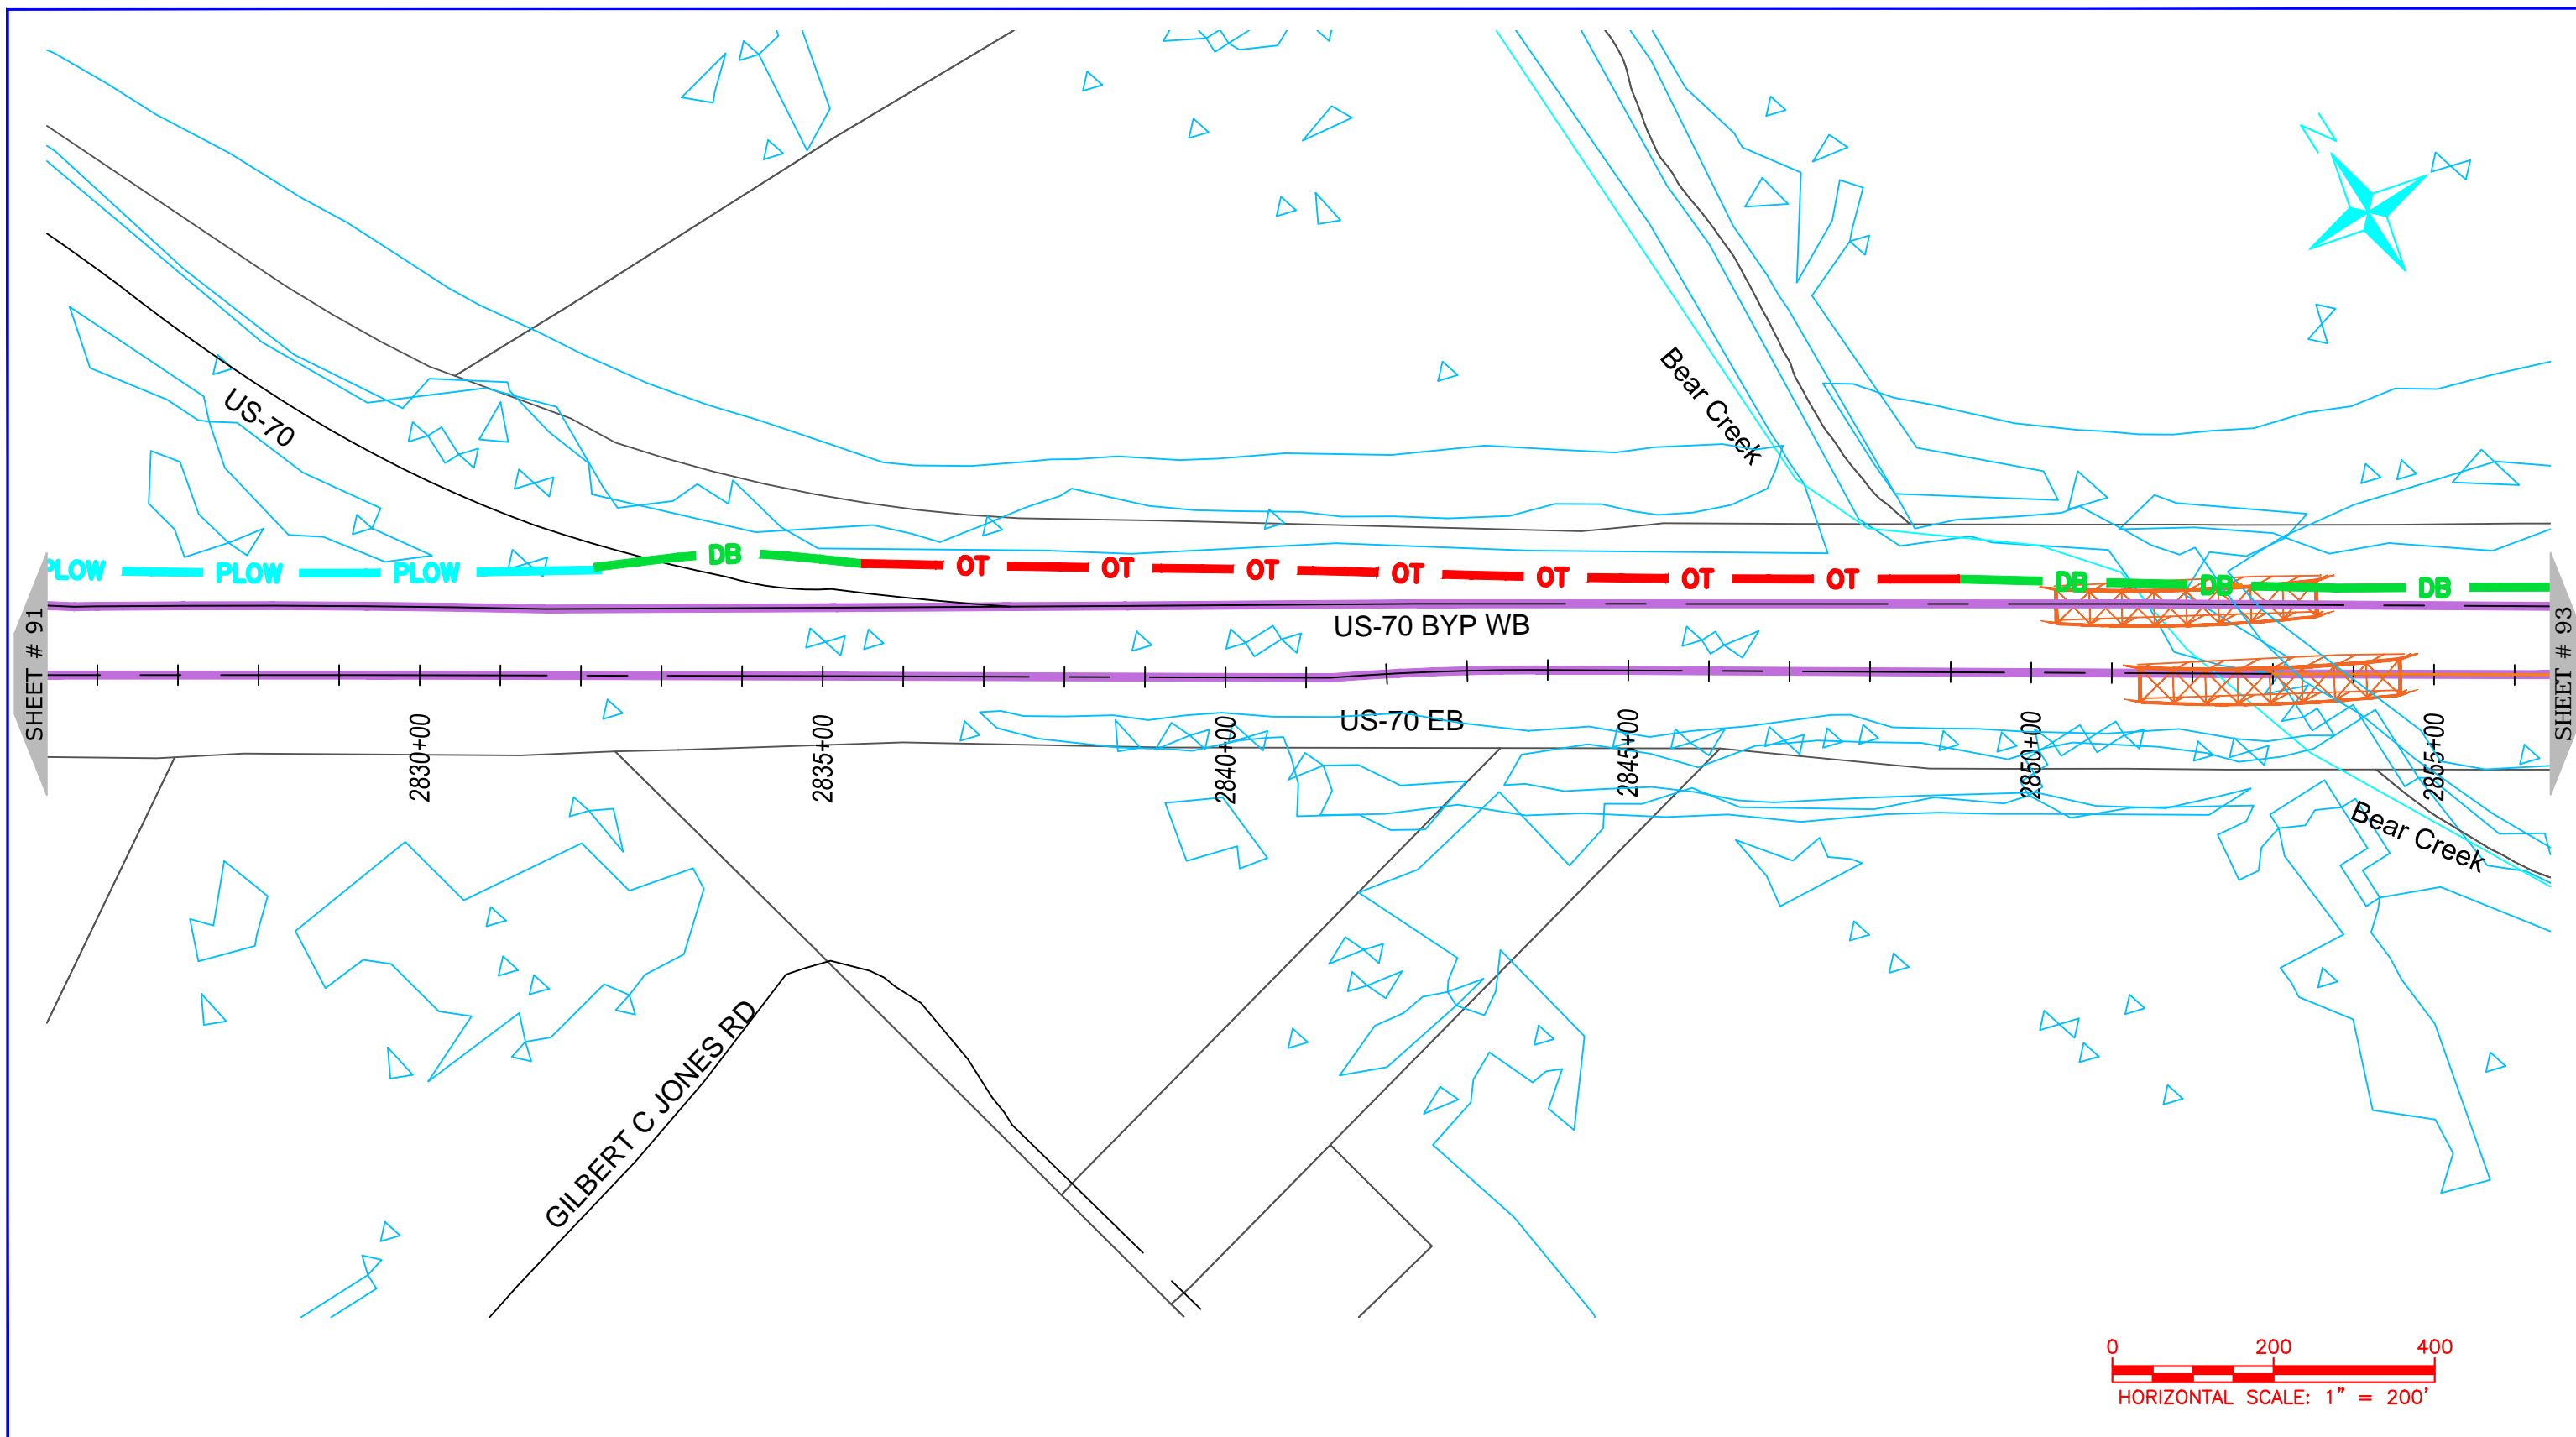 N
Bear Creek
US-70
PLOW PLOW PLOW DB OT OT OT OT OT OT OT DB DB DB
US-70 BYP WB
SHEET # 91
SHEET # 93
US-70 EB
2830+00 2835+00 2840+00 2845+00 2850+00 2855+00
Bear Creek
GILBERT C JONES RD
0 200 400
HORIZONTAL SCALE: 1" = 200'